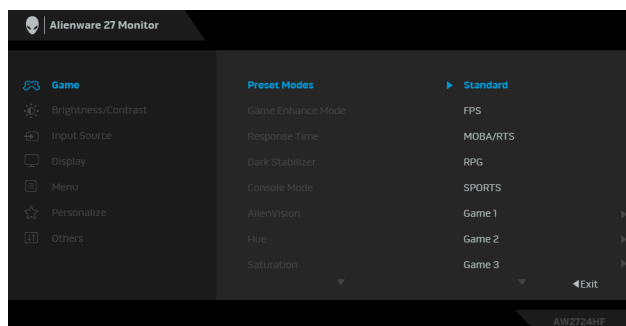 Alienware 27 Monitor
Game Preset Modes Standard
Brightness/Contrast Game Enhance Mode FPS
Input Source Response Time MOBA/RTS
Display Dark Stabilizer RPG
Menu Console Mode SPORTS
Personalize AlienVision Game 1
Others Hue Game 2
Saturation Game 3
Exit
AW2724HF